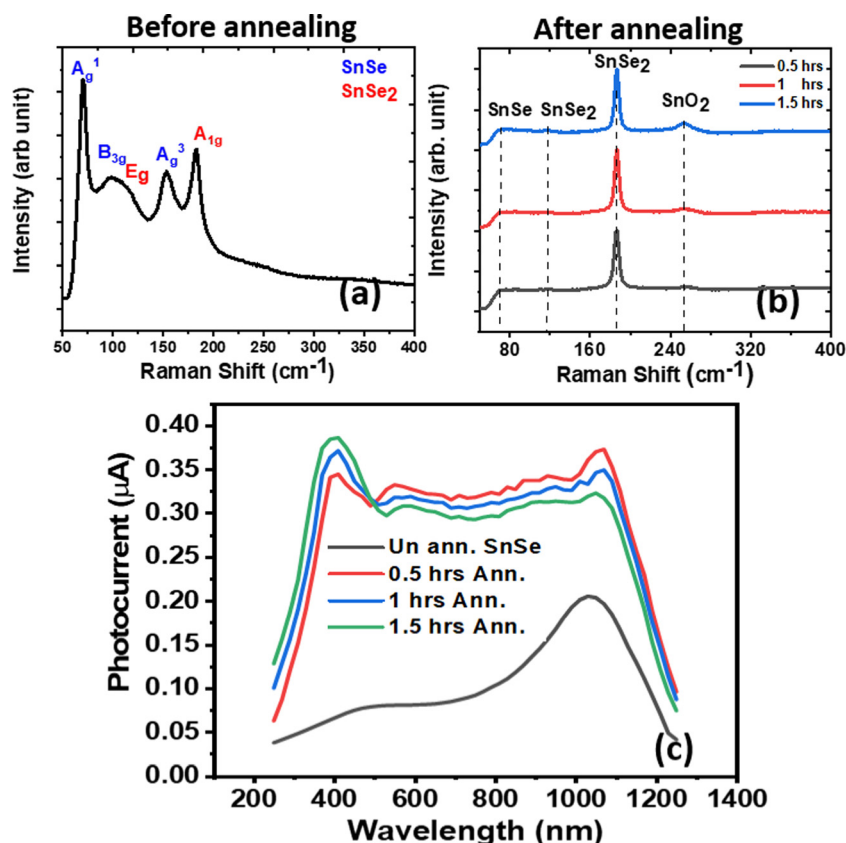 Before annealing
After annealing
A_g^1
SnSe
SnSe2
B3g
Eg
A_g^3
A1g
Intensity (arb unit)
(a)
50 100 150 200 250 300 350 400
Raman Shift (cm-1)
0.5 hrs
1 hrs
1.5 hrs
SnSe2
SnSe
SnSe2
SnO2
Intensity (arb. unit)
(b)
80 160 240 320 400
Raman Shift (cm-1)
Photocurrent (µA)
0.40
0.35
0.30
0.25
0.20
0.15
0.10
0.05
0.00
Un ann. SnSe
0.5 hrs Ann.
1 hrs Ann.
1.5 hrs Ann.
(c)
200 400 600 800 1000 1200 1400
Wavelength (nm)